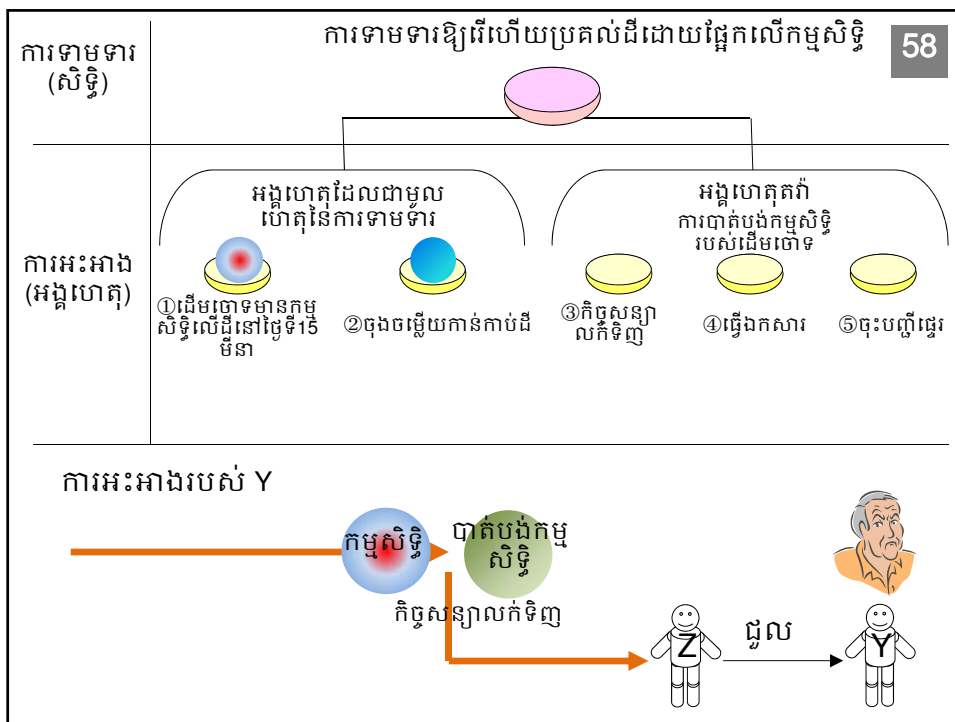 ការទាមទារឱ្យរើហើយប្រគល់ដីដោយផ្អែកលើកម្មសិទ្ធិ
58
ការទាមទារ
(សិទ្ធិ)
អង្គហេតុដែលជាមូល
ហេតុនៃការទាមទារ
អង្គហេតុតវ៉ា
ការបាត់បង់កម្មសិទ្ធិ
របស់ដើមចោទ
ការអះអាង
(អង្គហេតុ)
①ដើមចោទមានកម្ម
សិទ្ធិលើដីនៅថ្ងៃទី15
មីនា
②ចុងចម្លើយកាន់កាប់ដី
③កិច្ចសន្យា
លក់ទិញ
④ធ្វើឯកសារ
⑤ចុះបញ្ជីផ្ទេរ
ការអះអាងរបស់ Y
កម្មសិទ្ធិ
បាត់បង់កម្ម
សិទ្ធិ
កិច្ចសន្យាលក់ទិញ
Z
ជួល
Y